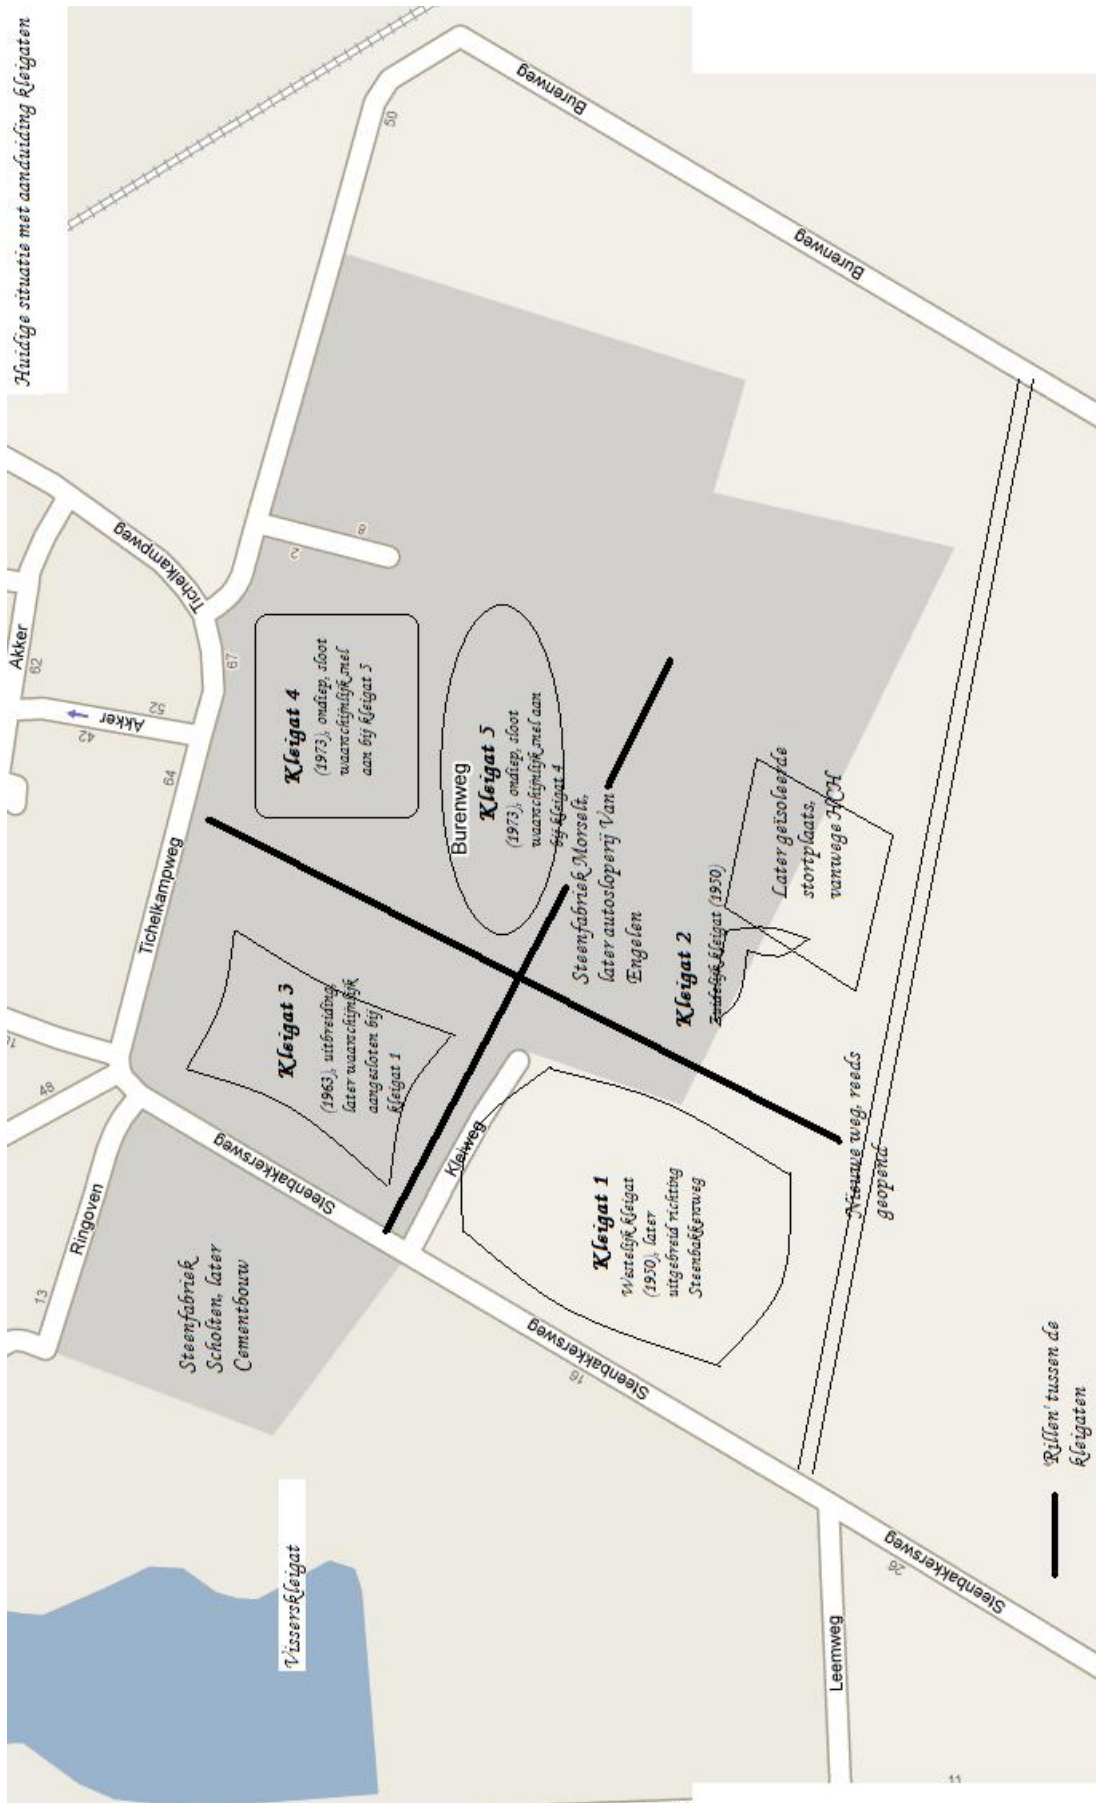 Huidige situatie met aanduiding kleigaten
Burenweg
50
Burenweg
Tichelkampweg
Akker
62
Akker
52
42
67
64
2
8
Tichelkampweg
48
Ringoven
13
Steenbakkersweg
Kleiweg
Burenweg
Kleigat 4
(1973), ondiep, sloot
waarschijnlijk snel
aan bij kleigat 5
Kleigat 5
(1973), ondiep, sloot
waarschijnlijk snel aan
bij kleigat 4
Steenfabriek Morselt,
later autosloperij Van
Engelen
Kleigat 3
(1963), uitbreiding,
later waarschijnlijk
aangesloten bij
kleigat 1
Kleigat 2
Zuidelijk kleigat (1950)
Later geïsoleerde
stortplaats,
vanwege HCH
Kleigat 1
Westelijk kleigat
(1950), later
uitgebreid richting
Steenbakkersweg
Nieuwe weg, reeds
geopend
Steenfabriek
Scholten, later
Cementbouw
Visserskleigat
Steenbakkersweg
16
Steenbakkersweg
26
Leemweg
11
'Rillen' tussen de
kleigaten